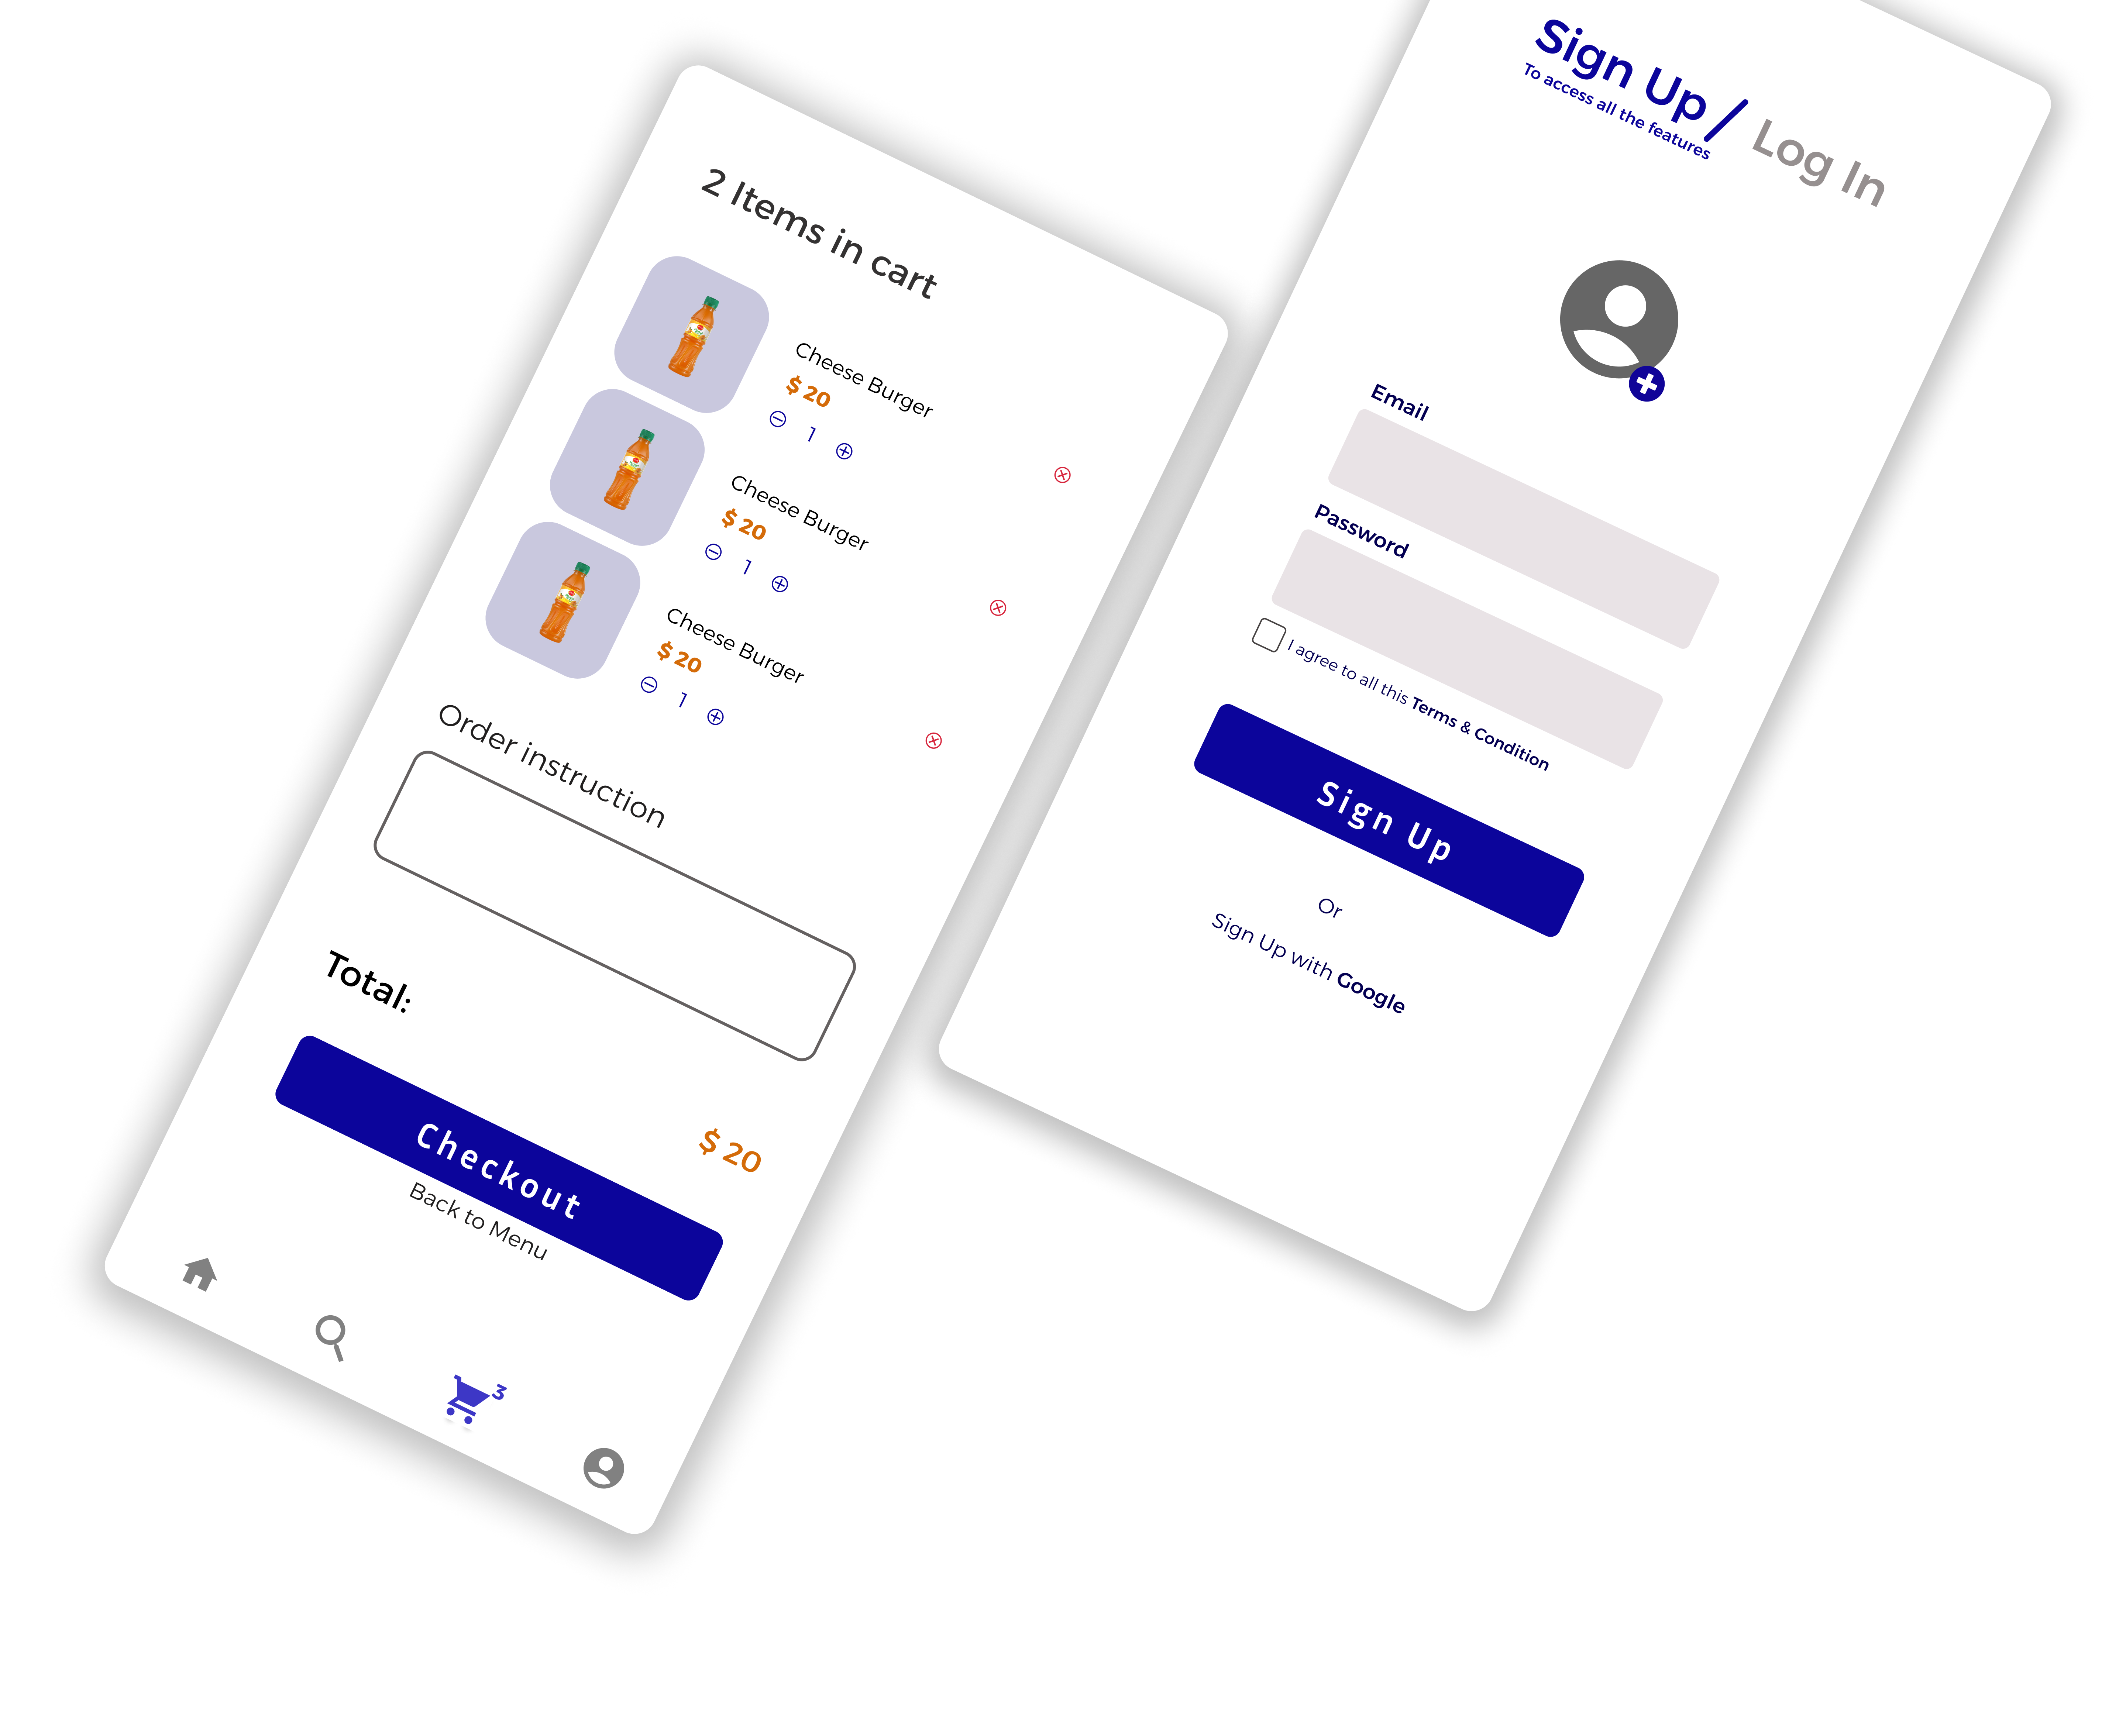 2 Items in cart
Cheese Burger
$ 20
1
Cheese Burger
$ 20
1
Cheese Burger
$ 20
1
Order instruction
Total:
$ 20
Checkout
Back to Menu
3
Sign Up / Log In
To access all the features
Email
Password
I agree to all this Terms & Condition
Sign Up
Or
Sign Up with Google